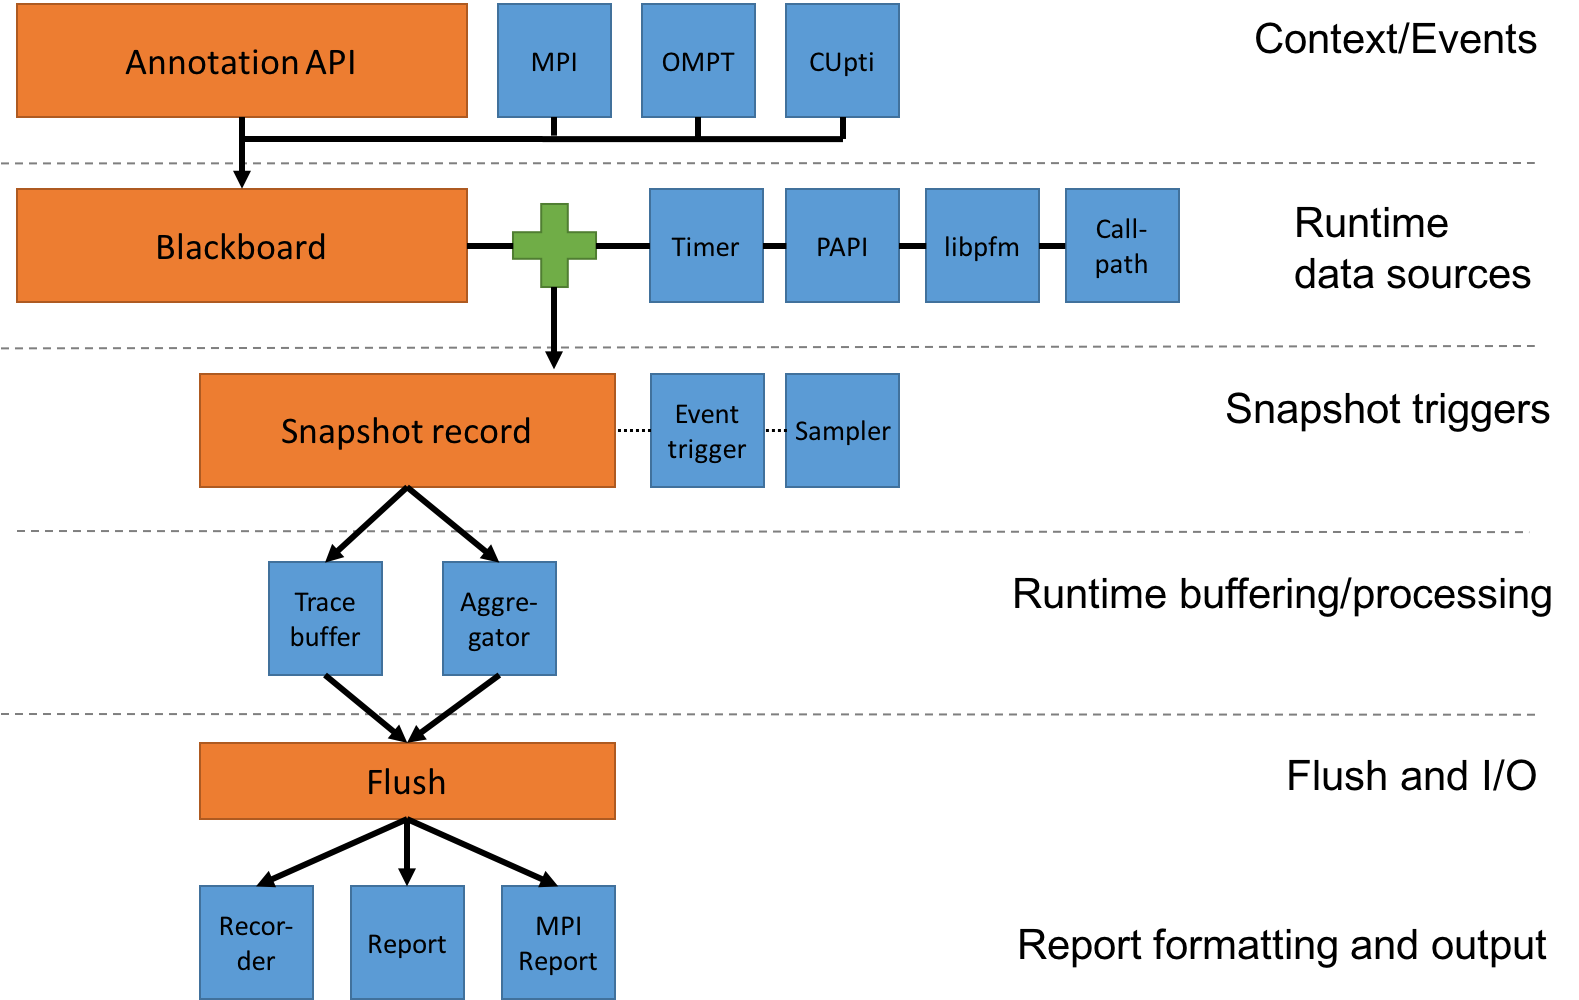 Annotation API
MPI
OMPT
CUpti
Context/Events
Blackboard
Timer
PAPI
libpfm
Call-
path
Runtime
data sources
Snapshot record
Event
trigger
Sampler
Snapshot triggers
Trace
buffer
Aggre-
gator
Runtime buffering/processing
Flush
Flush and I/O
Recor-
der
Report
MPI
Report
Report formatting and output